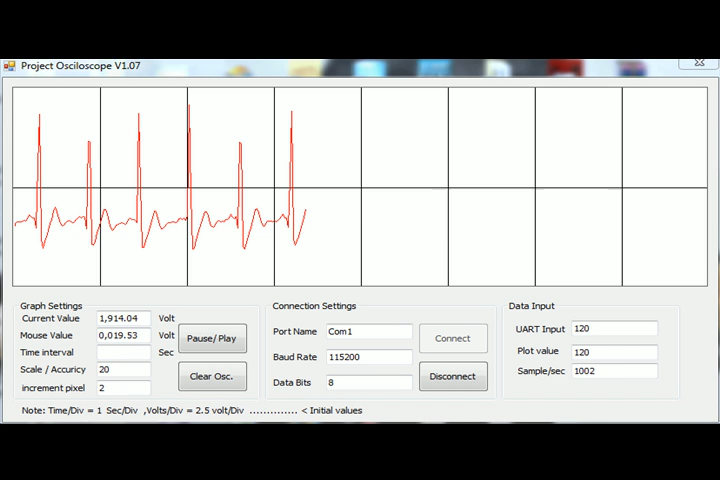 Project Osciloscope V1.07
Graph Settings
Current Value 1,914.04 Volt
Mouse Value 0,019.53 Volt
Time interval Sec
Scale / Accuricy 20
increment pixel 2
Pause/ Play
Clear Osc.
Connection Settings
Port Name Com1
Baud Rate 115200
Data Bits 8
Connect
Disconnect
Data Input
UART Input 120
Plot value 120
Sample/sec 1002
Note: Time/Div = 1 Sec/Div ,Volts/Div = 2.5 volt/Div .............. < Initial values